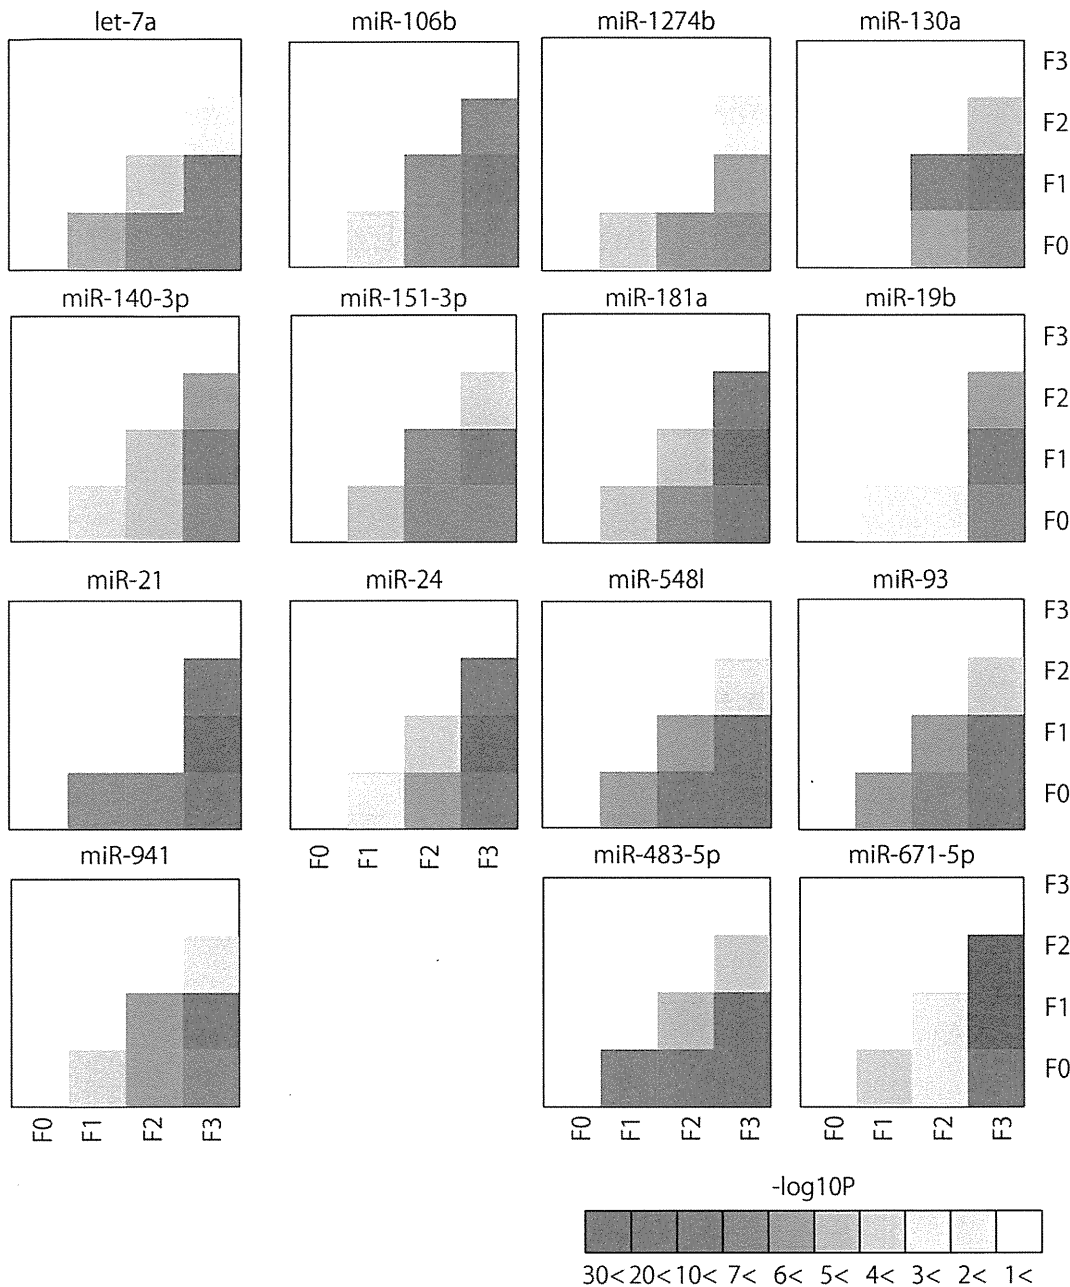 let-7a miR-106b miR-1274b miR-130a
F3
F2
F1
F0
miR-140-3p miR-151-3p miR-181a miR-19b
F3
F2
F1
F0
miR-21 miR-24 miR-548l miR-93
F3
F2
F1
F0
F0 F1 F2 F3
miR-941 miR-483-5p miR-671-5p
F3
F2
F1
F0
F0 F1 F2 F3 F0 F1 F2 F3 F0 F1 F2 F3
-log10P
30< 20< 10< 7< 6< 5< 4< 3< 2< 1<